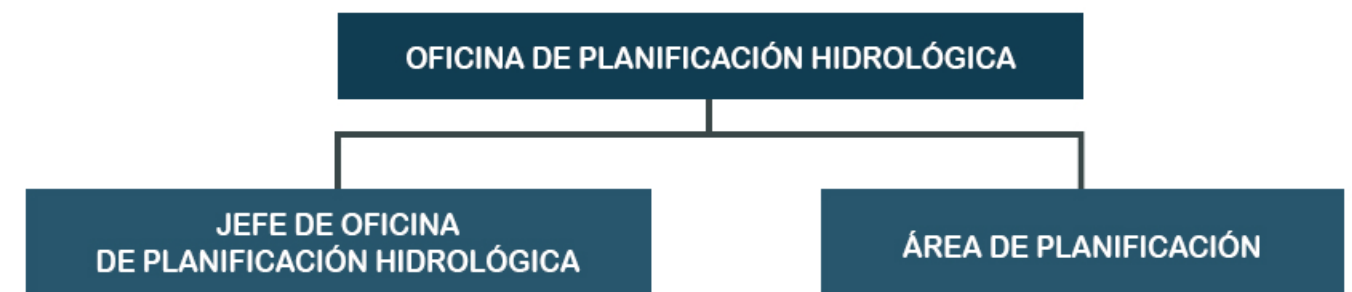 OFICINA DE PLANIFICACIÓN HIDROLÓGICA
JEFE DE OFICINA
DE PLANIFICACIÓN HIDROLÓGICA
ÁREA DE PLANIFICACIÓN